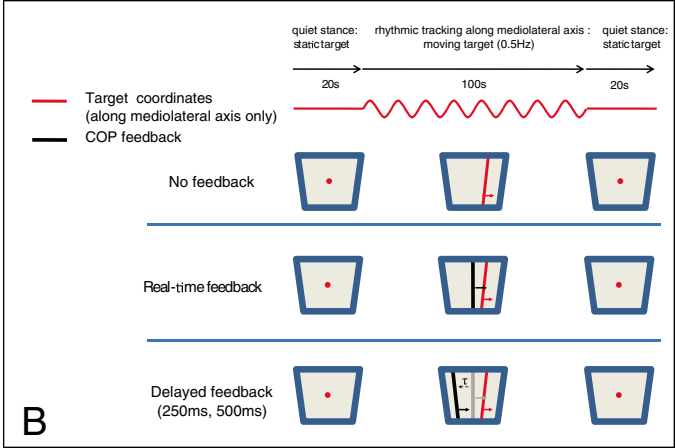 quiet stance:
static target
rhythmic tracking along mediolateral axis :
moving target (0.5Hz)
quiet stance:
static target
20s
100s
20s
Target coordinates
(along mediolateral axis only)
COP feedback
No feedback
Real-time feedback
τ
Delayed feedback
(250ms, 500ms)
B